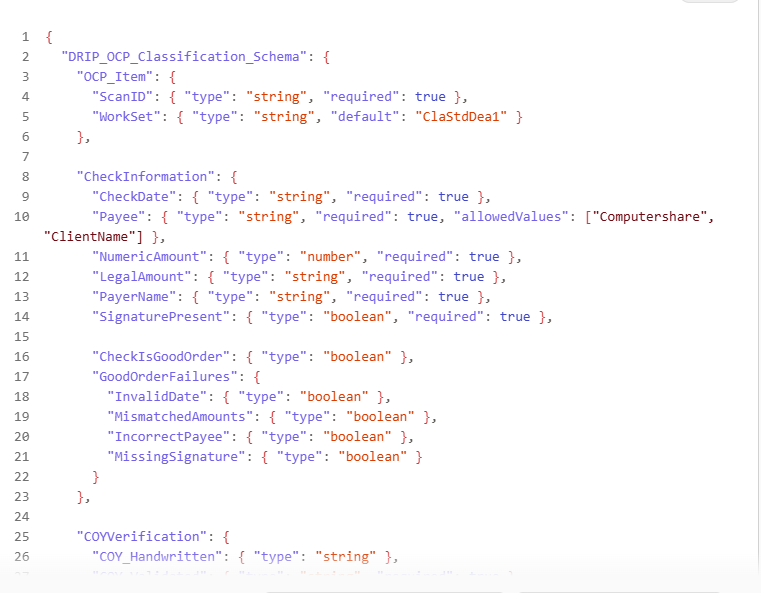 1 {
2 "DRIP_OCP_Classification_Schema": {
3 "OCP_Item": {
4 "ScanID": { "type": "string", "required": true },
5 "WorkSet": { "type": "string", "default": "ClaStdDea1" }
6 },
7
8 "CheckInformation": {
9 "CheckDate": { "type": "string", "required": true },
10 "Payee": { "type": "string", "required": true, "allowedValues": ["Computershare",
"ClientName"] },
11 "NumericAmount": { "type": "number", "required": true },
12 "LegalAmount": { "type": "string", "required": true },
13 "PayerName": { "type": "string", "required": true },
14 "SignaturePresent": { "type": "boolean", "required": true },
15
16 "CheckIsGoodOrder": { "type": "boolean" },
17 "GoodOrderFailures": {
18 "InvalidDate": { "type": "boolean" },
19 "MismatchedAmounts": { "type": "boolean" },
20 "IncorrectPayee": { "type": "boolean" },
21 "MissingSignature": { "type": "boolean" }
22 }
23 },
24
25 "COYVerification": {
26 "COY_Handwritten": { "type": "string" },